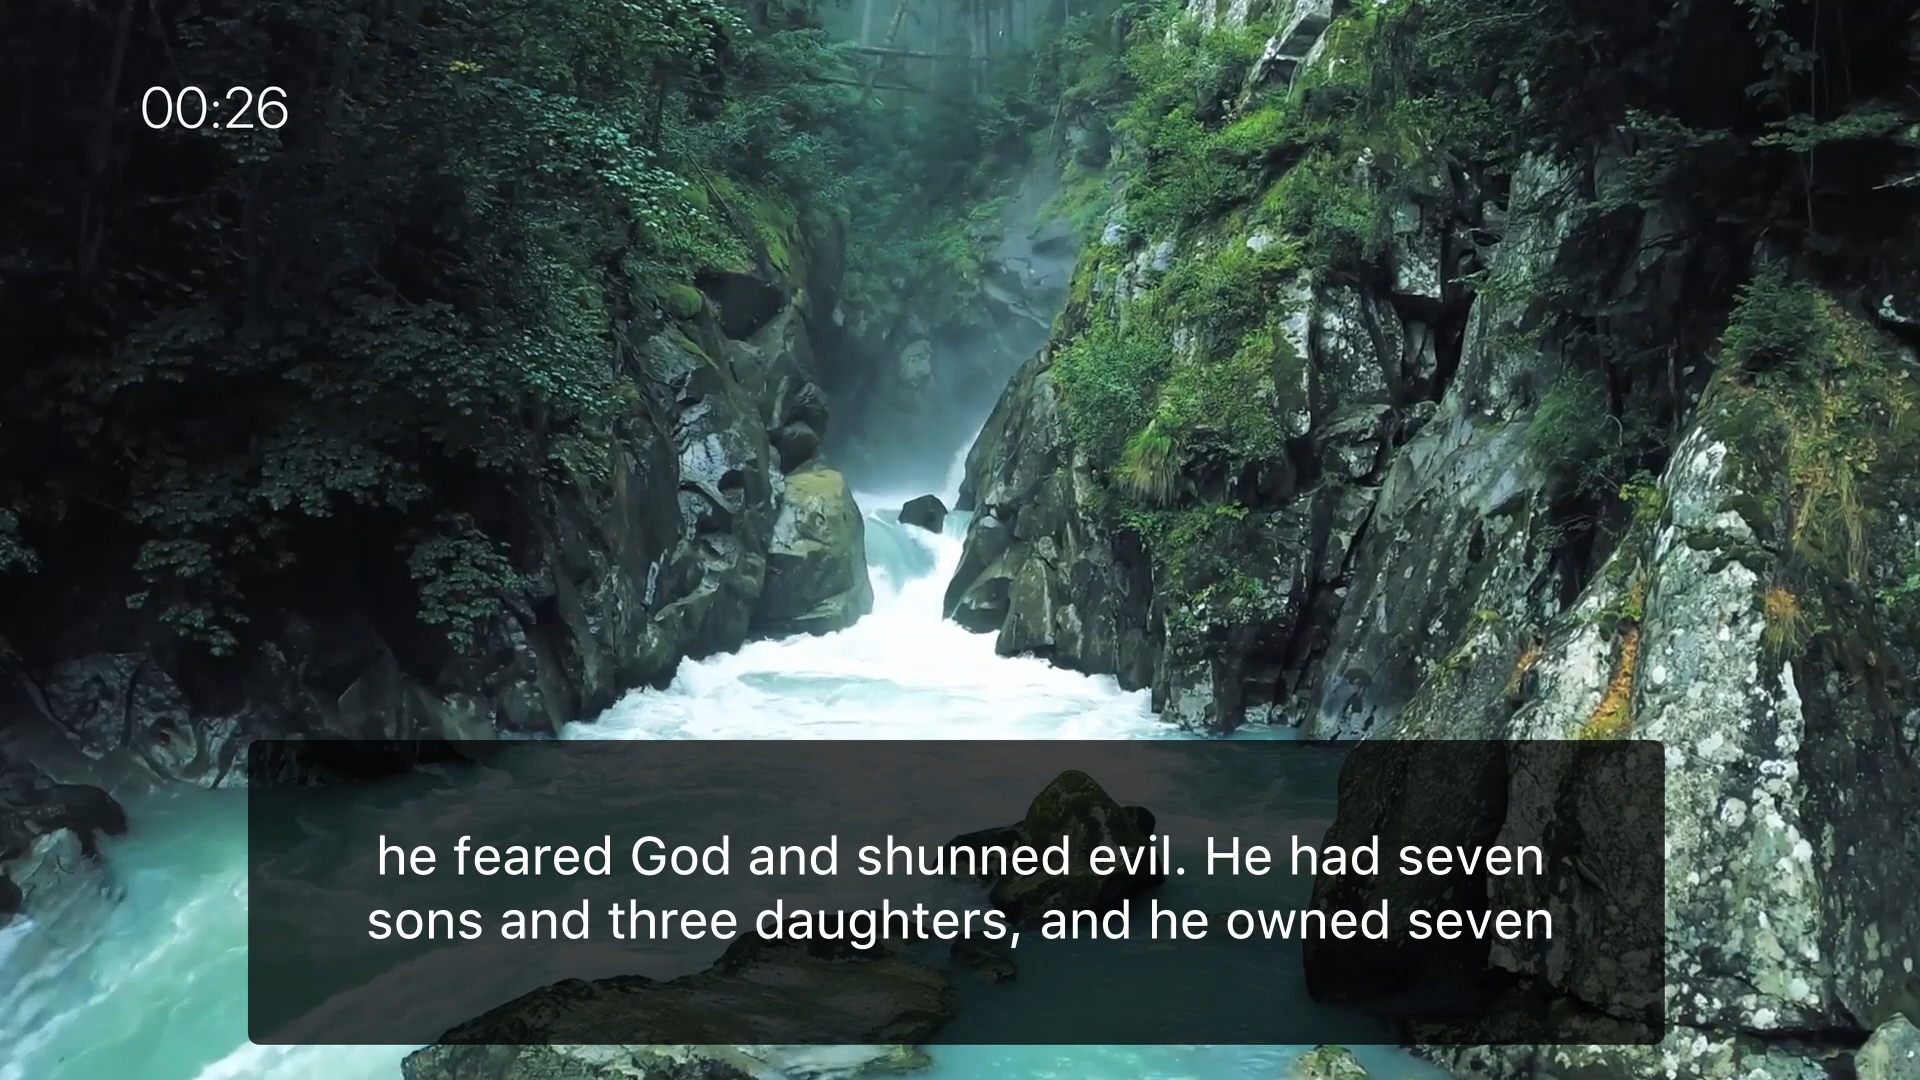 00:26
he feared God and shunned evil. He had seven
sons and three daughters, and he owned seven